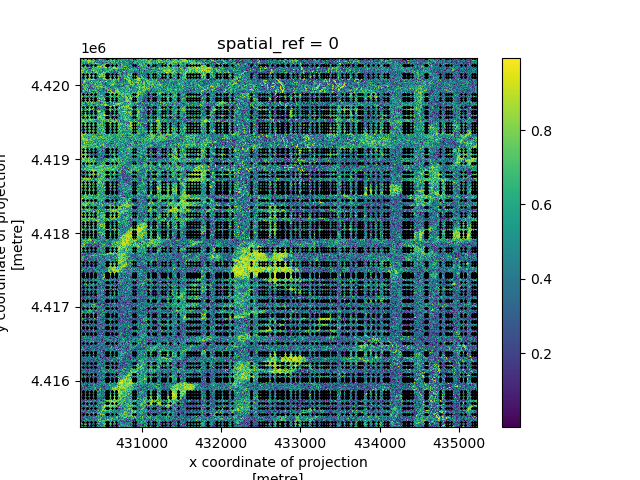 spatial_ref = 0
1e6
4.420
4.419
4.418
4.417
4.416
y coordinate of projection
[metre]
431000 432000 433000 434000 435000
x coordinate of projection
[metre]
0.8
0.6
0.4
0.2